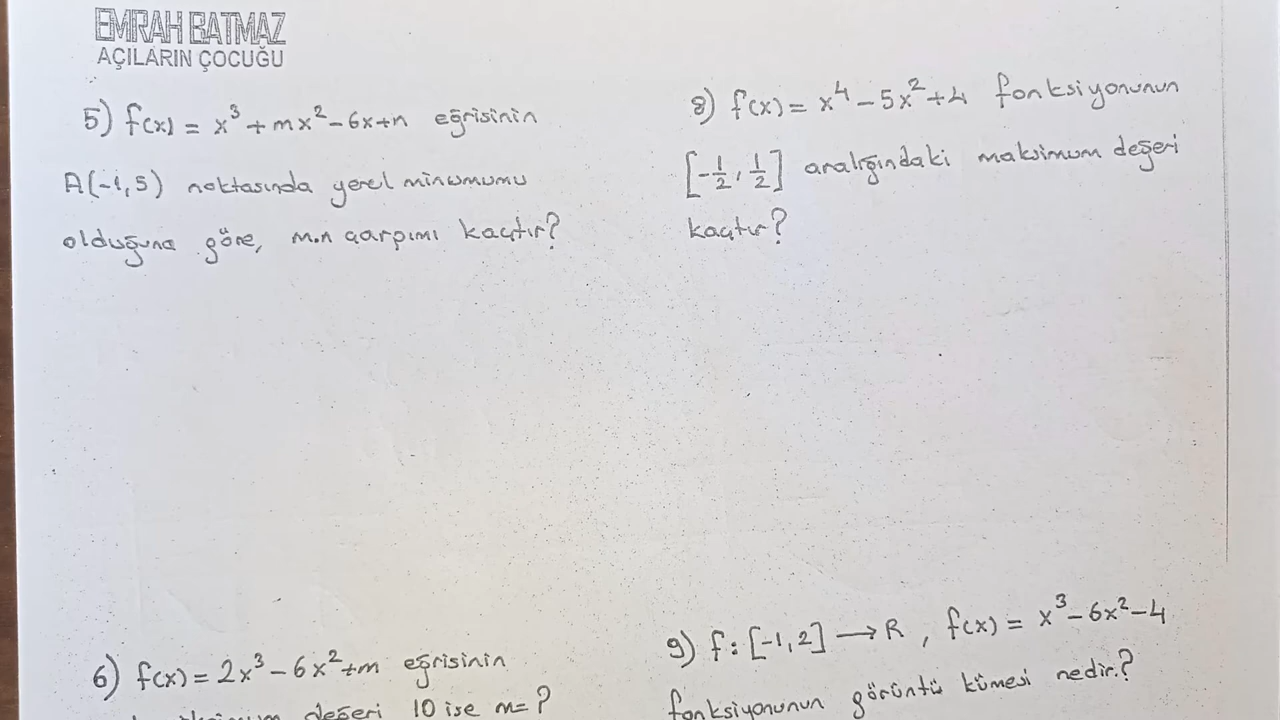 EMRAH BATMAZ
AÇILARIN ÇOCUĞU
5) f(x) = x³ + mx² - 6x + n eğrisinin
A(-1,5) noktasında yerel minumumu
olduğuna göre, m.n çarpımı kaçtır?
6) f(x) = 2x³ - 6x² + m eğrisinin
değeri 10 ise m= ?
8) f(x) = x⁴ - 5x² + 4 fonksiyonunun
[-1/2, 1/2] aralığındaki maksimum değeri
kaçtır?
9) f: [-1,2] → R , f(x) = x³ - 6x² - 4
fonksiyonunun görüntü kümesi nedir.?